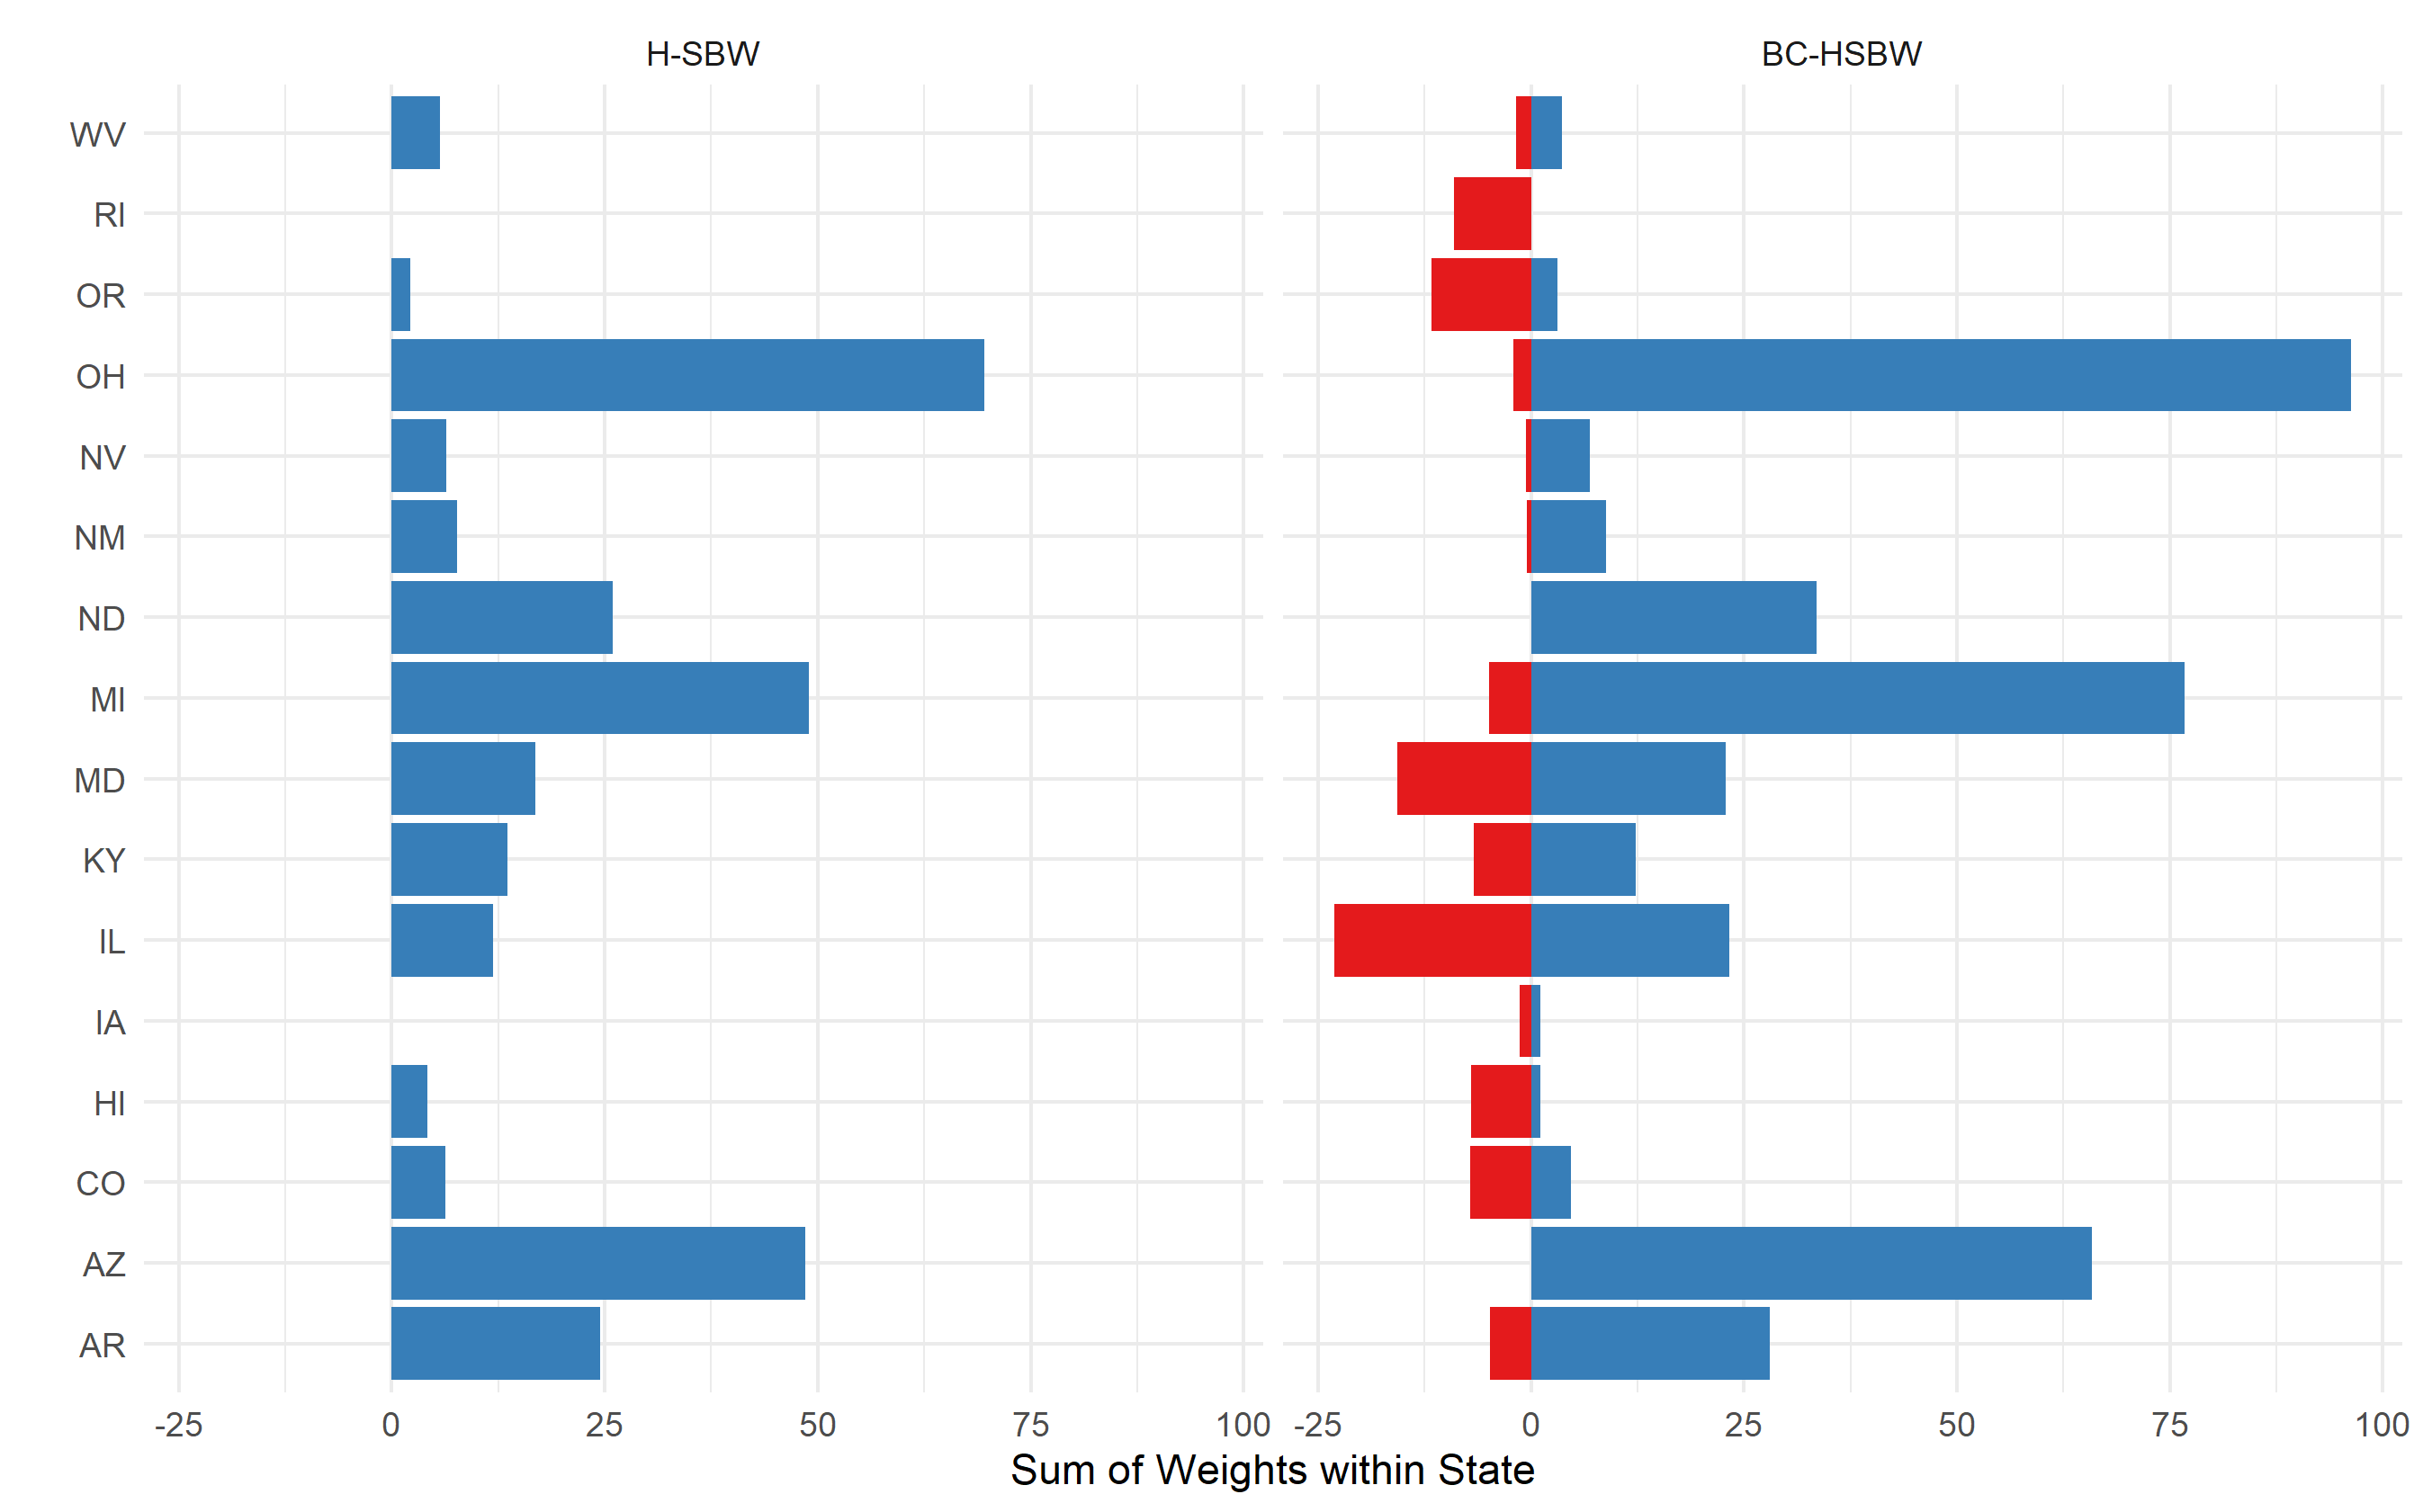 H-SBW BC-HSBW
WV
RI
OR
OH
NV
NM
ND
MI
MD
KY
IL
IA
HI
CO
AZ
AR
-25 0 25 50 75 100 -25 0 25 50 75 100
Sum of Weights within State